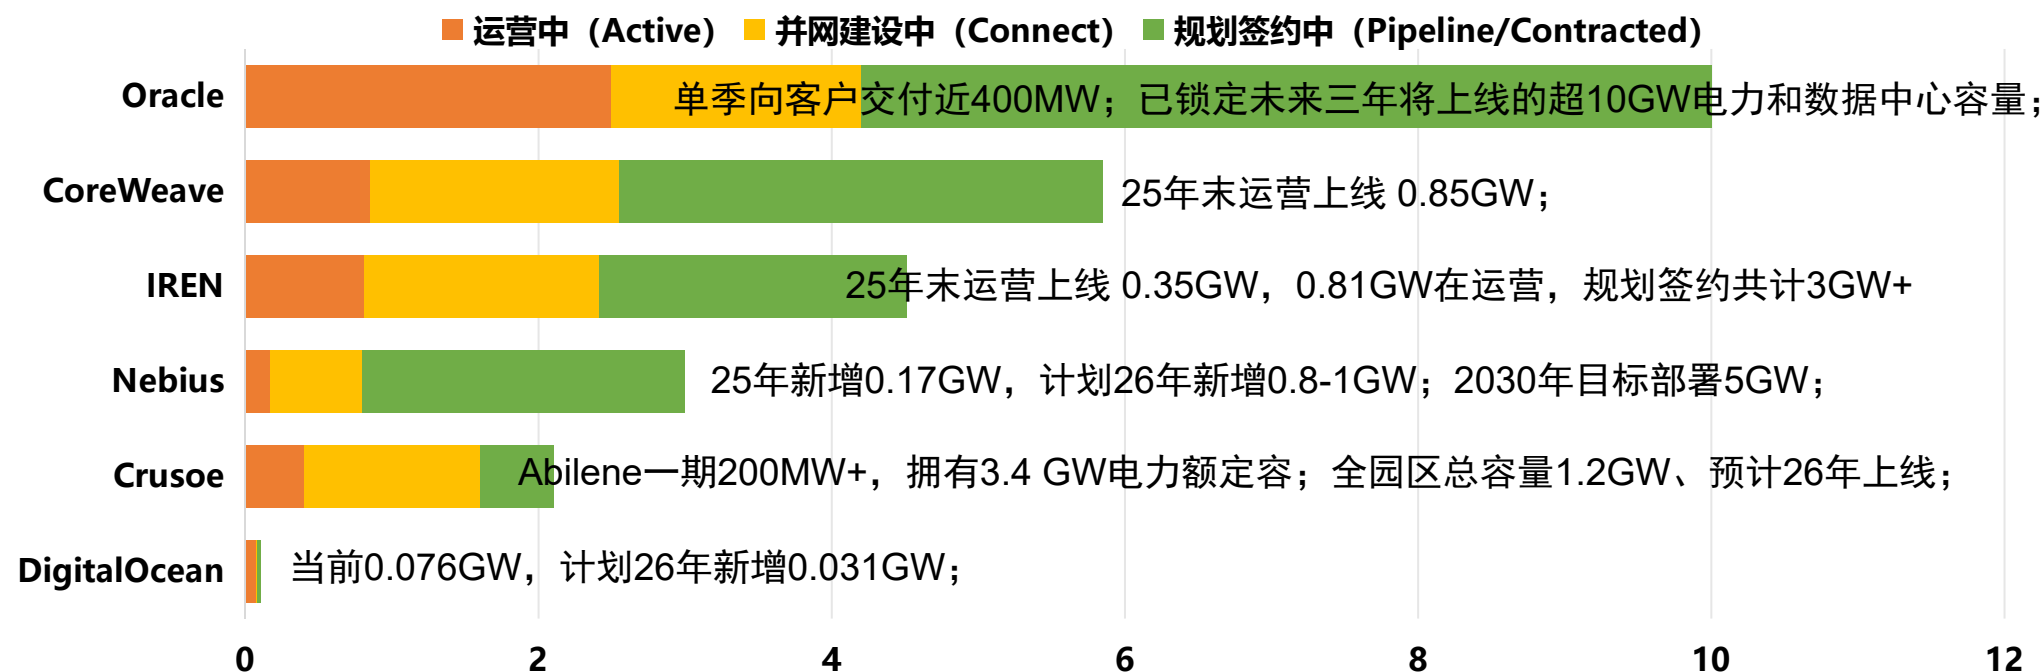 运营中（Active） 并网建设中（Connect） 规划签约中（Pipeline/Contracted）
Oracle 单季向客户交付近400MW；已锁定未来三年将上线的超10GW电力和数据中心容量；
CoreWeave 25年末运营上线 0.85GW；
IREN 25年末运营上线 0.35GW，0.81GW在运营，规划签约共计3GW+
Nebius 25年新增0.17GW，计划26年新增0.8-1GW；2030年目标部署5GW；
Crusoe Abilene一期200MW+，拥有3.4 GW电力额定容；全园区总容量1.2GW、预计26年上线；
DigitalOcean 当前0.076GW，计划26年新增0.031GW；
0 2 4 6 8 10 12